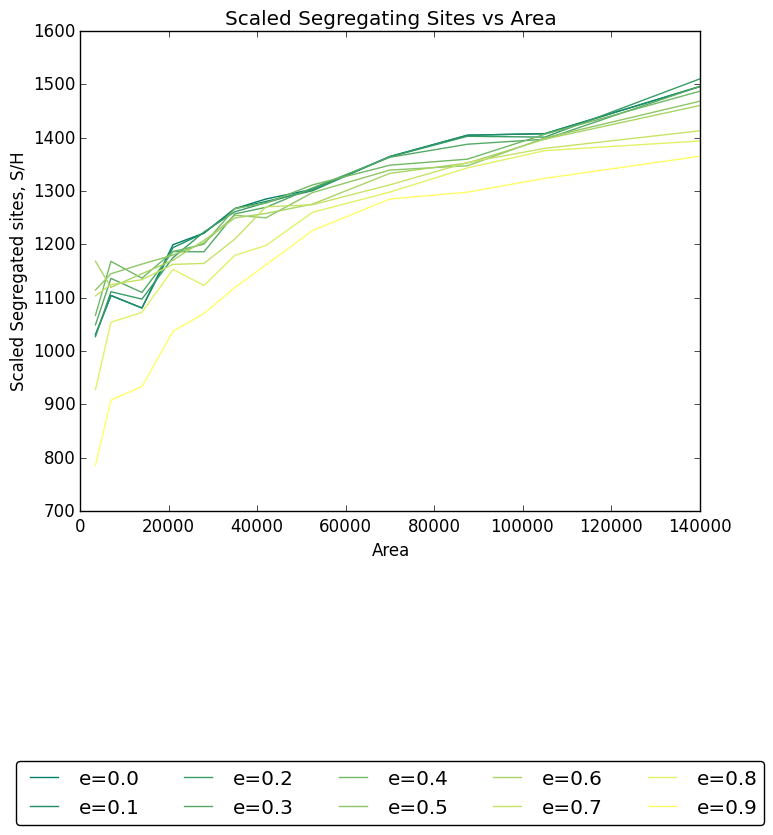 Scaled Segregating Sites vs Area
1600
1500
1400
1300
1200
1100
1000
900
800
700
Scaled Segregated sites, S/H
0 20000 40000 60000 80000 100000 120000 140000
Area
e=0.0 e=0.2 e=0.4 e=0.6 e=0.8
e=0.1 e=0.3 e=0.5 e=0.7 e=0.9